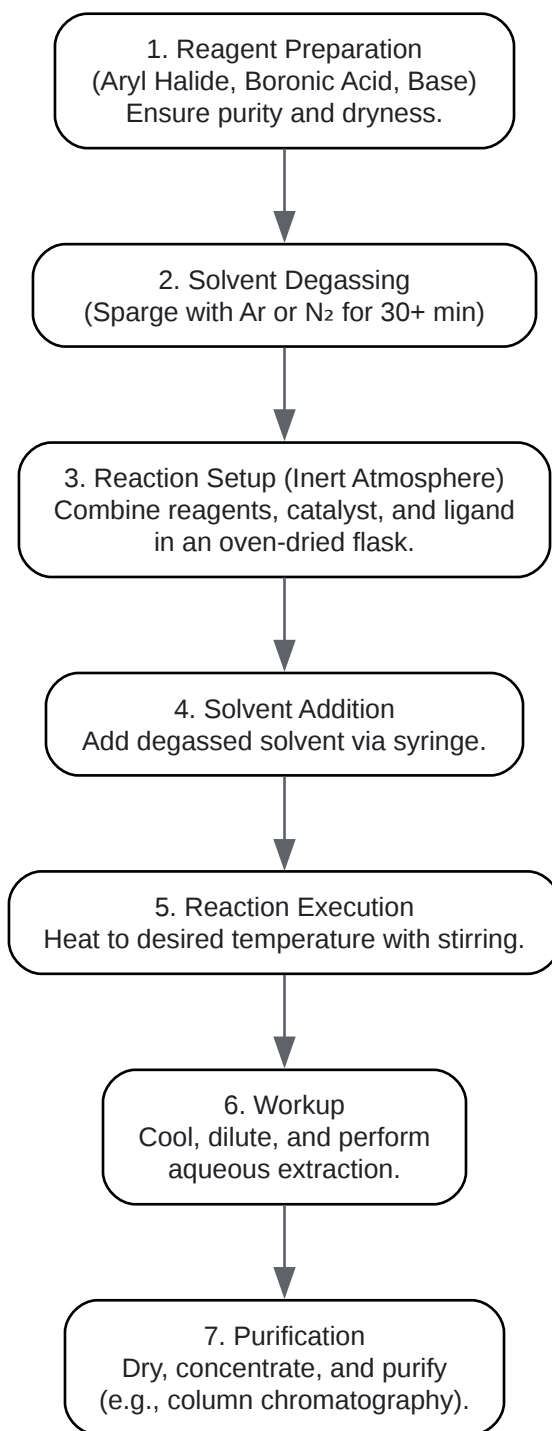 1. Reagent Preparation
(Aryl Halide, Boronic Acid, Base)
Ensure purity and dryness.
2. Solvent Degassing
(Sparge with Ar or N₂ for 30+ min)
3. Reaction Setup (Inert Atmosphere)
Combine reagents, catalyst, and ligand
in an oven-dried flask.
4. Solvent Addition
Add degassed solvent via syringe.
5. Reaction Execution
Heat to desired temperature with stirring.
6. Workup
Cool, dilute, and perform
aqueous extraction.
7. Purification
Dry, concentrate, and purify
(e.g., column chromatography).